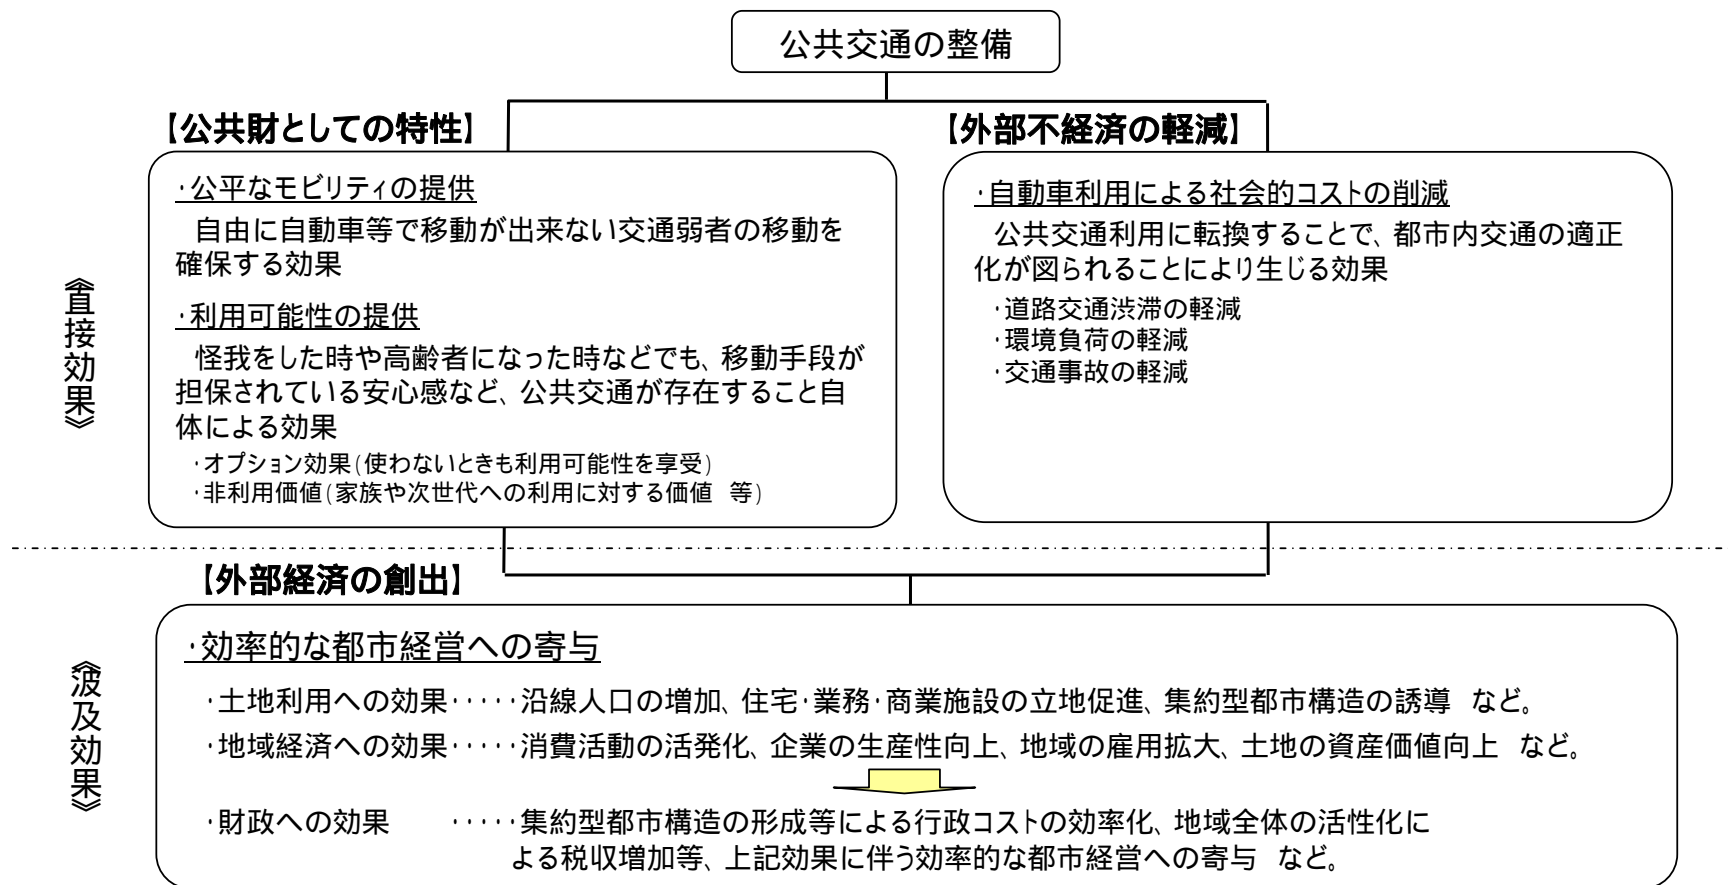 公共交通の整備
【公共財としての特性】
・公平なモビリティの提供
自由に自動車等で移動が出来ない交通弱者の移動を
確保する効果
・利用可能性の提供
怪我をした時や高齢者になった時などでも、移動手段が
担保されている安心感など、公共交通が存在すること自
体による効果
・オプション効果(使わないときも利用可能性を享受)
・非利用価値(家族や次世代への利用に対する価値 等)
【外部不経済の軽減】
・自動車利用による社会的コストの削減
公共交通利用に転換することで、都市内交通の適正
化が図られることにより生じる効果
・道路交通渋滞の軽減
・環境負荷の軽減
・交通事故の軽減
《直接効果》
【外部経済の創出】
・効率的な都市経営への寄与
・土地利用への効果・・・・・沿線人口の増加、住宅・業務・商業施設の立地促進、集約型都市構造の誘導 など。
・地域経済への効果・・・・・消費活動の活発化、企業の生産性向上、地域の雇用拡大、土地の資産価値向上 など。
・財政への効果 ・・・・・集約型都市構造の形成等による行政コストの効率化、地域全体の活性化に
よる税収増加等、上記効果に伴う効率的な都市経営への寄与 など。
《波及効果》